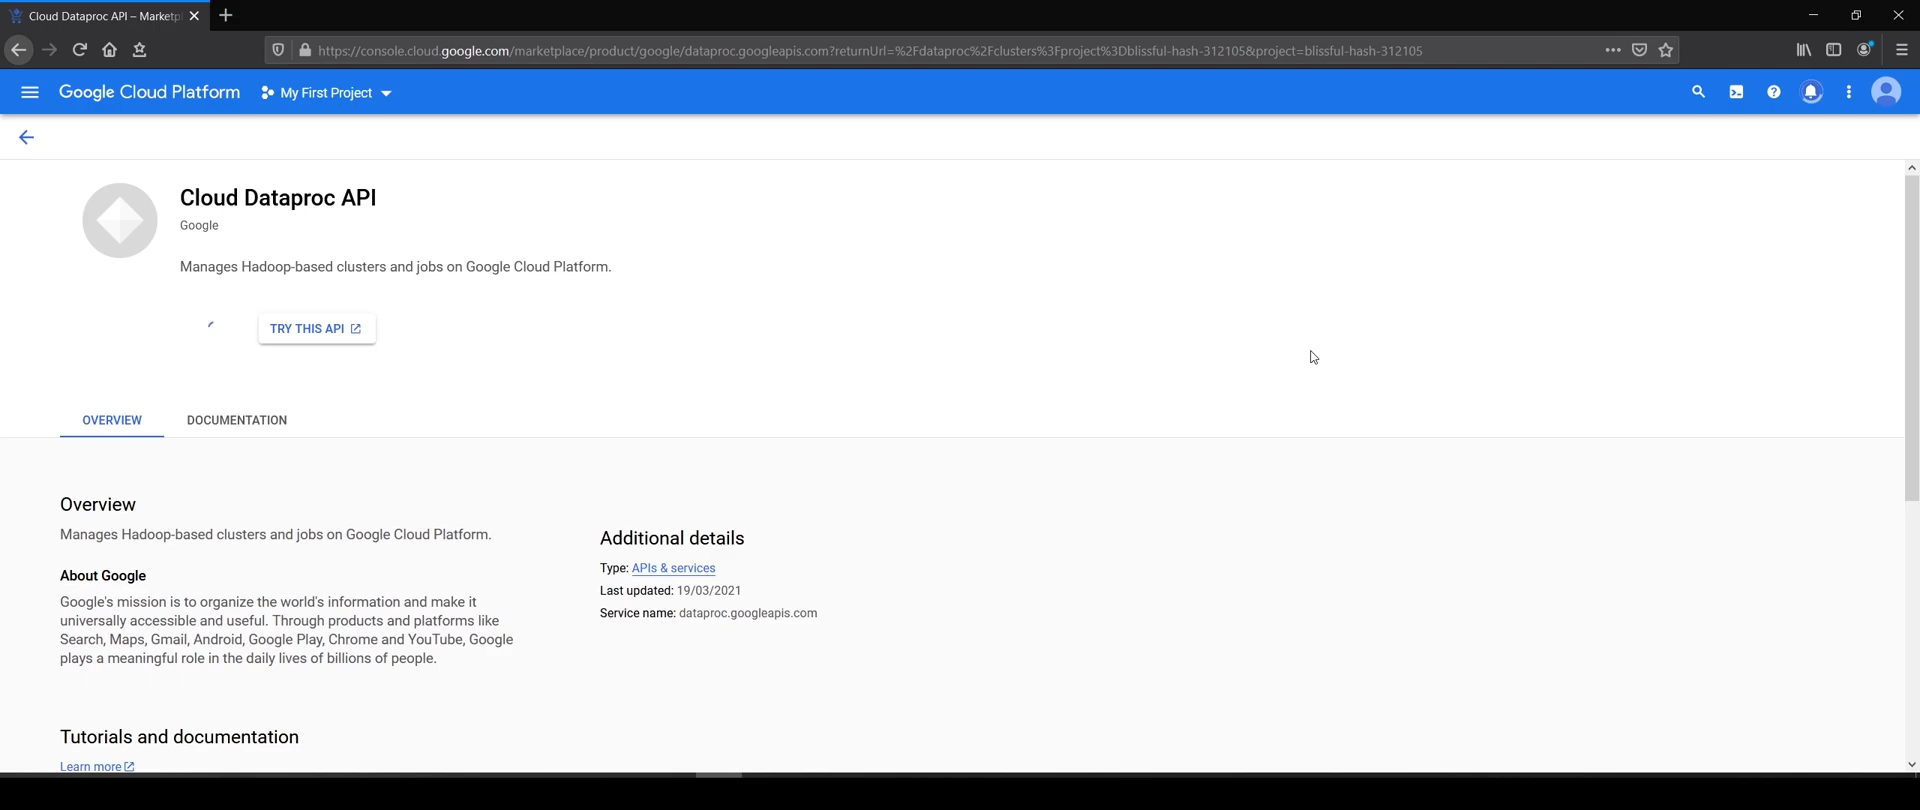 Cloud Dataproc API – Marketpl
https://console.cloud.google.com/marketplace/product/google/dataproc.googleapis.com?returnUrl=%2Fdataproc%2Fclusters%3Fproject%3Dblissful-hash-312105&project=blissful-hash-312105
Google Cloud Platform My First Project
Cloud Dataproc API
Google
Manages Hadoop-based clusters and jobs on Google Cloud Platform.
TRY THIS API
OVERVIEW DOCUMENTATION
Overview
Manages Hadoop-based clusters and jobs on Google Cloud Platform.
About Google
Google's mission is to organize the world's information and make it
universally accessible and useful. Through products and platforms like
Search, Maps, Gmail, Android, Google Play, Chrome and YouTube, Google
plays a meaningful role in the daily lives of billions of people.
Additional details
Type: APIs & services
Last updated: 19/03/2021
Service name: dataproc.googleapis.com
Tutorials and documentation
Learn more